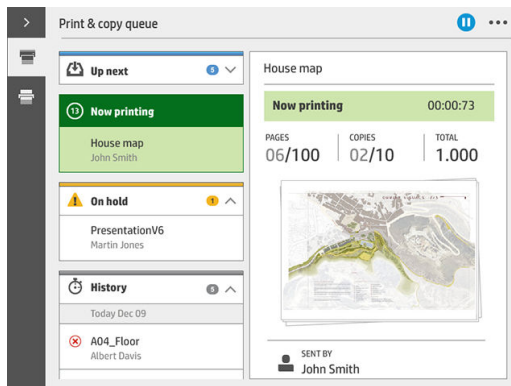 Print & copy queue
Up next
5
13
Now printing
House map
John Smith
On hold
1
PresentationV6
Martin Jones
History
5
Today Dec 09
A04_Floor
Albert Davis
House map
Now printing
00:00:73
PAGES
COPIES
TOTAL
06/100
02/10
1.000
SENT BY
John Smith